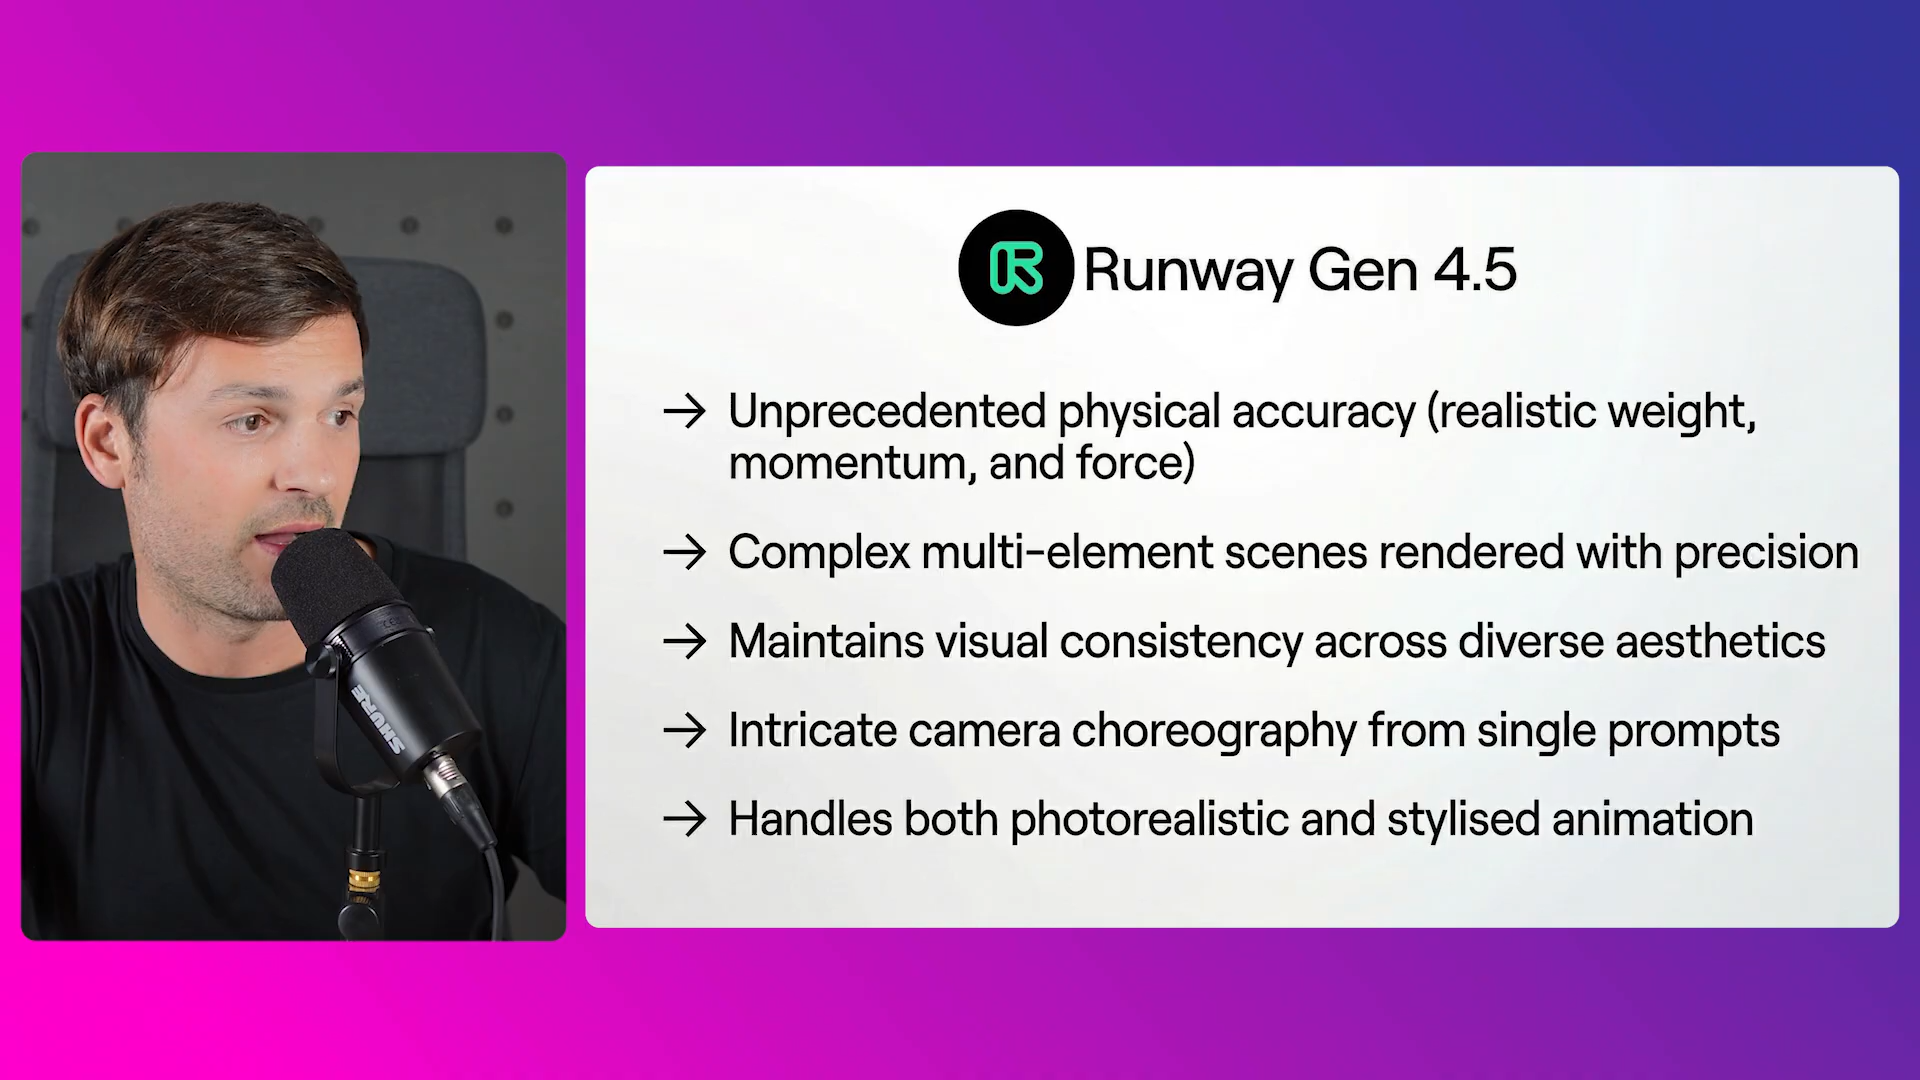 Runway Gen 4.5
→ Unprecedented physical accuracy (realistic weight,
momentum, and force)
→ Complex multi-element scenes rendered with precision
→ Maintains visual consistency across diverse aesthetics
→ Intricate camera choreography from single prompts
→ Handles both photorealistic and stylised animation
SHURE